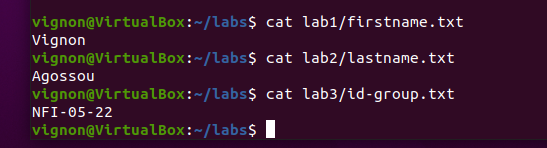 vignon@VirtualBox:~/labs$ cat lab1/firstname.txt
Vignon
vignon@VirtualBox:~/labs$ cat lab2/lastname.txt
Agossou
vignon@VirtualBox:~/labs$ cat lab3/id-group.txt
NFI-05-22
vignon@VirtualBox:~/labs$